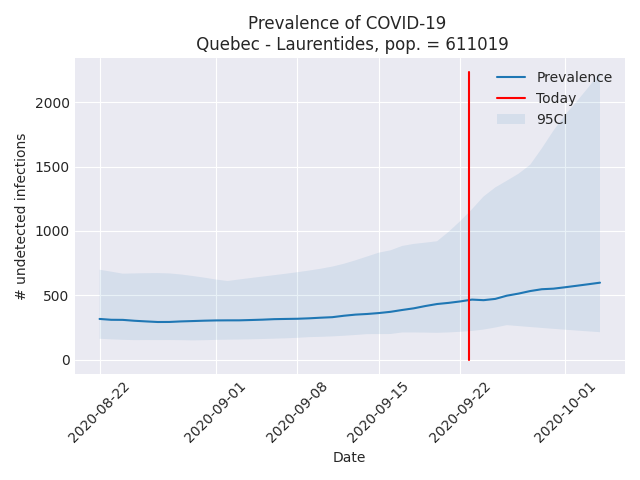 Prevalence of COVID-19
Quebec - Laurentides, pop. = 611019
Prevalence
Today
95CI
2000
1500
1000
500
0
# undetected infections
2020-08-22
2020-09-01
2020-09-08
2020-09-15
2020-09-22
2020-10-01
Date